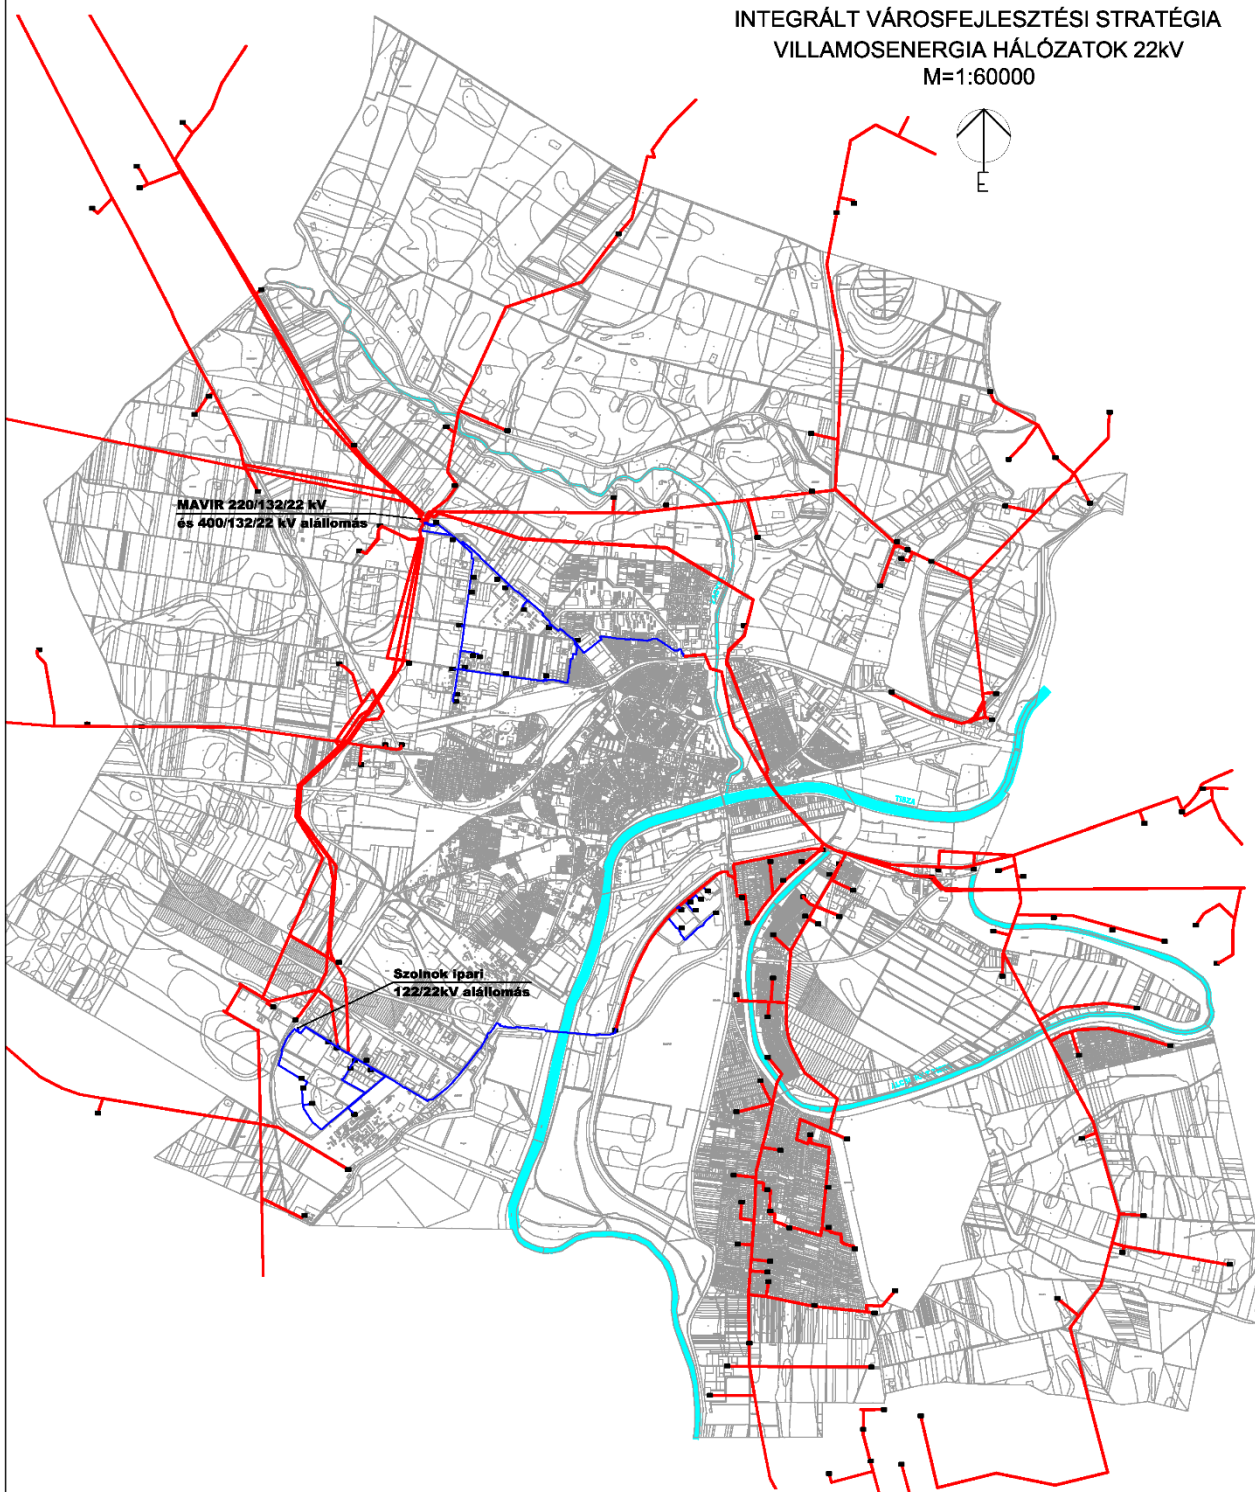 INTEGRÁLT VÁROSFEJLESZTÉSI STRATÉGIA
VILLAMOSENERGIA HÁLÓZATOK 22kV
M=1:60000
É
MAVIR 220/132/22 kV
és 400/132/22 kV alállomás
TISZA
Szolnok ipari
122/22kV alállomás